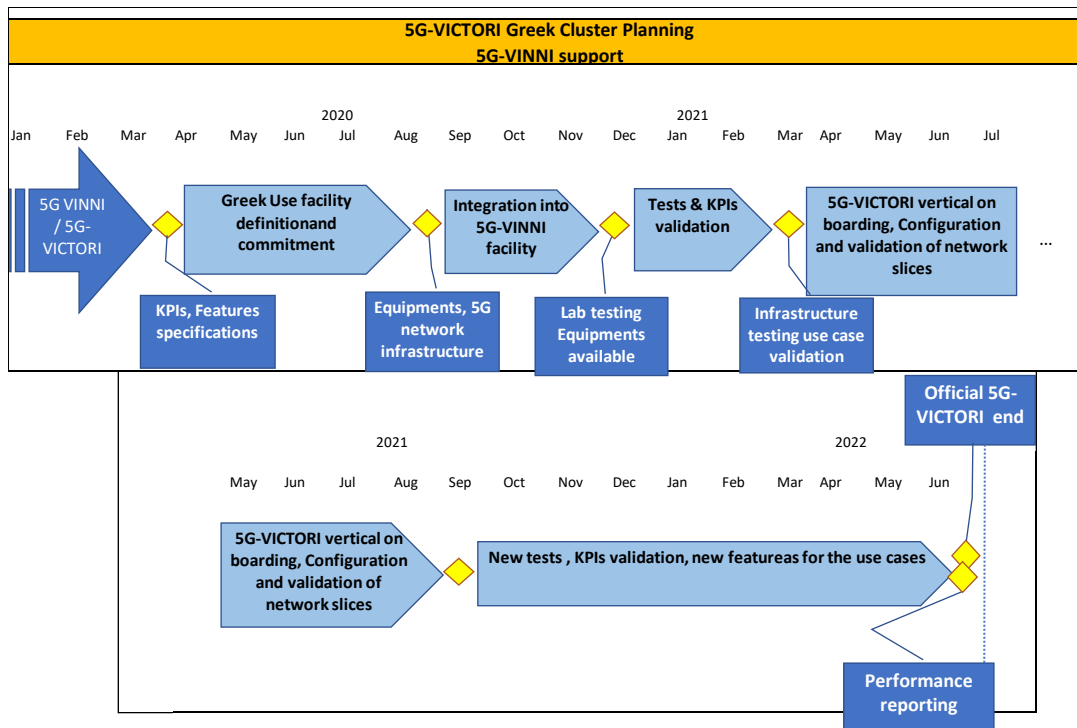 5G-VICTORI Greek Cluster Planning
5G-VINNI support
2020 2021
Jan Feb Mar Apr May Jun Jul Aug Sep Oct Nov Dec Jan Feb Mar Apr May Jun Jul
5G VINNI
/ 5G-
VICTORI
Greek Use facility
definitionand
commitment
Integration into
5G-VINNI
facility
Tests & KPIs
validation
5G-VICTORI vertical on
boarding, Configuration
and validation of network
slices
...
KPIs, Features
specifications
Equipments, 5G
network
infrastructure
Lab testing
Equipments
available
Infrastructure
testing use case
validation
Official 5G-
VICTORI end
2021 2022
May Jun Jul Aug Sep Oct Nov Dec Jan Feb Mar Apr May Jun
5G-VICTORI vertical on
boarding, Configuration
and validation of
network slices
New tests , KPIs validation, new featureas for the use cases
Performance
reporting